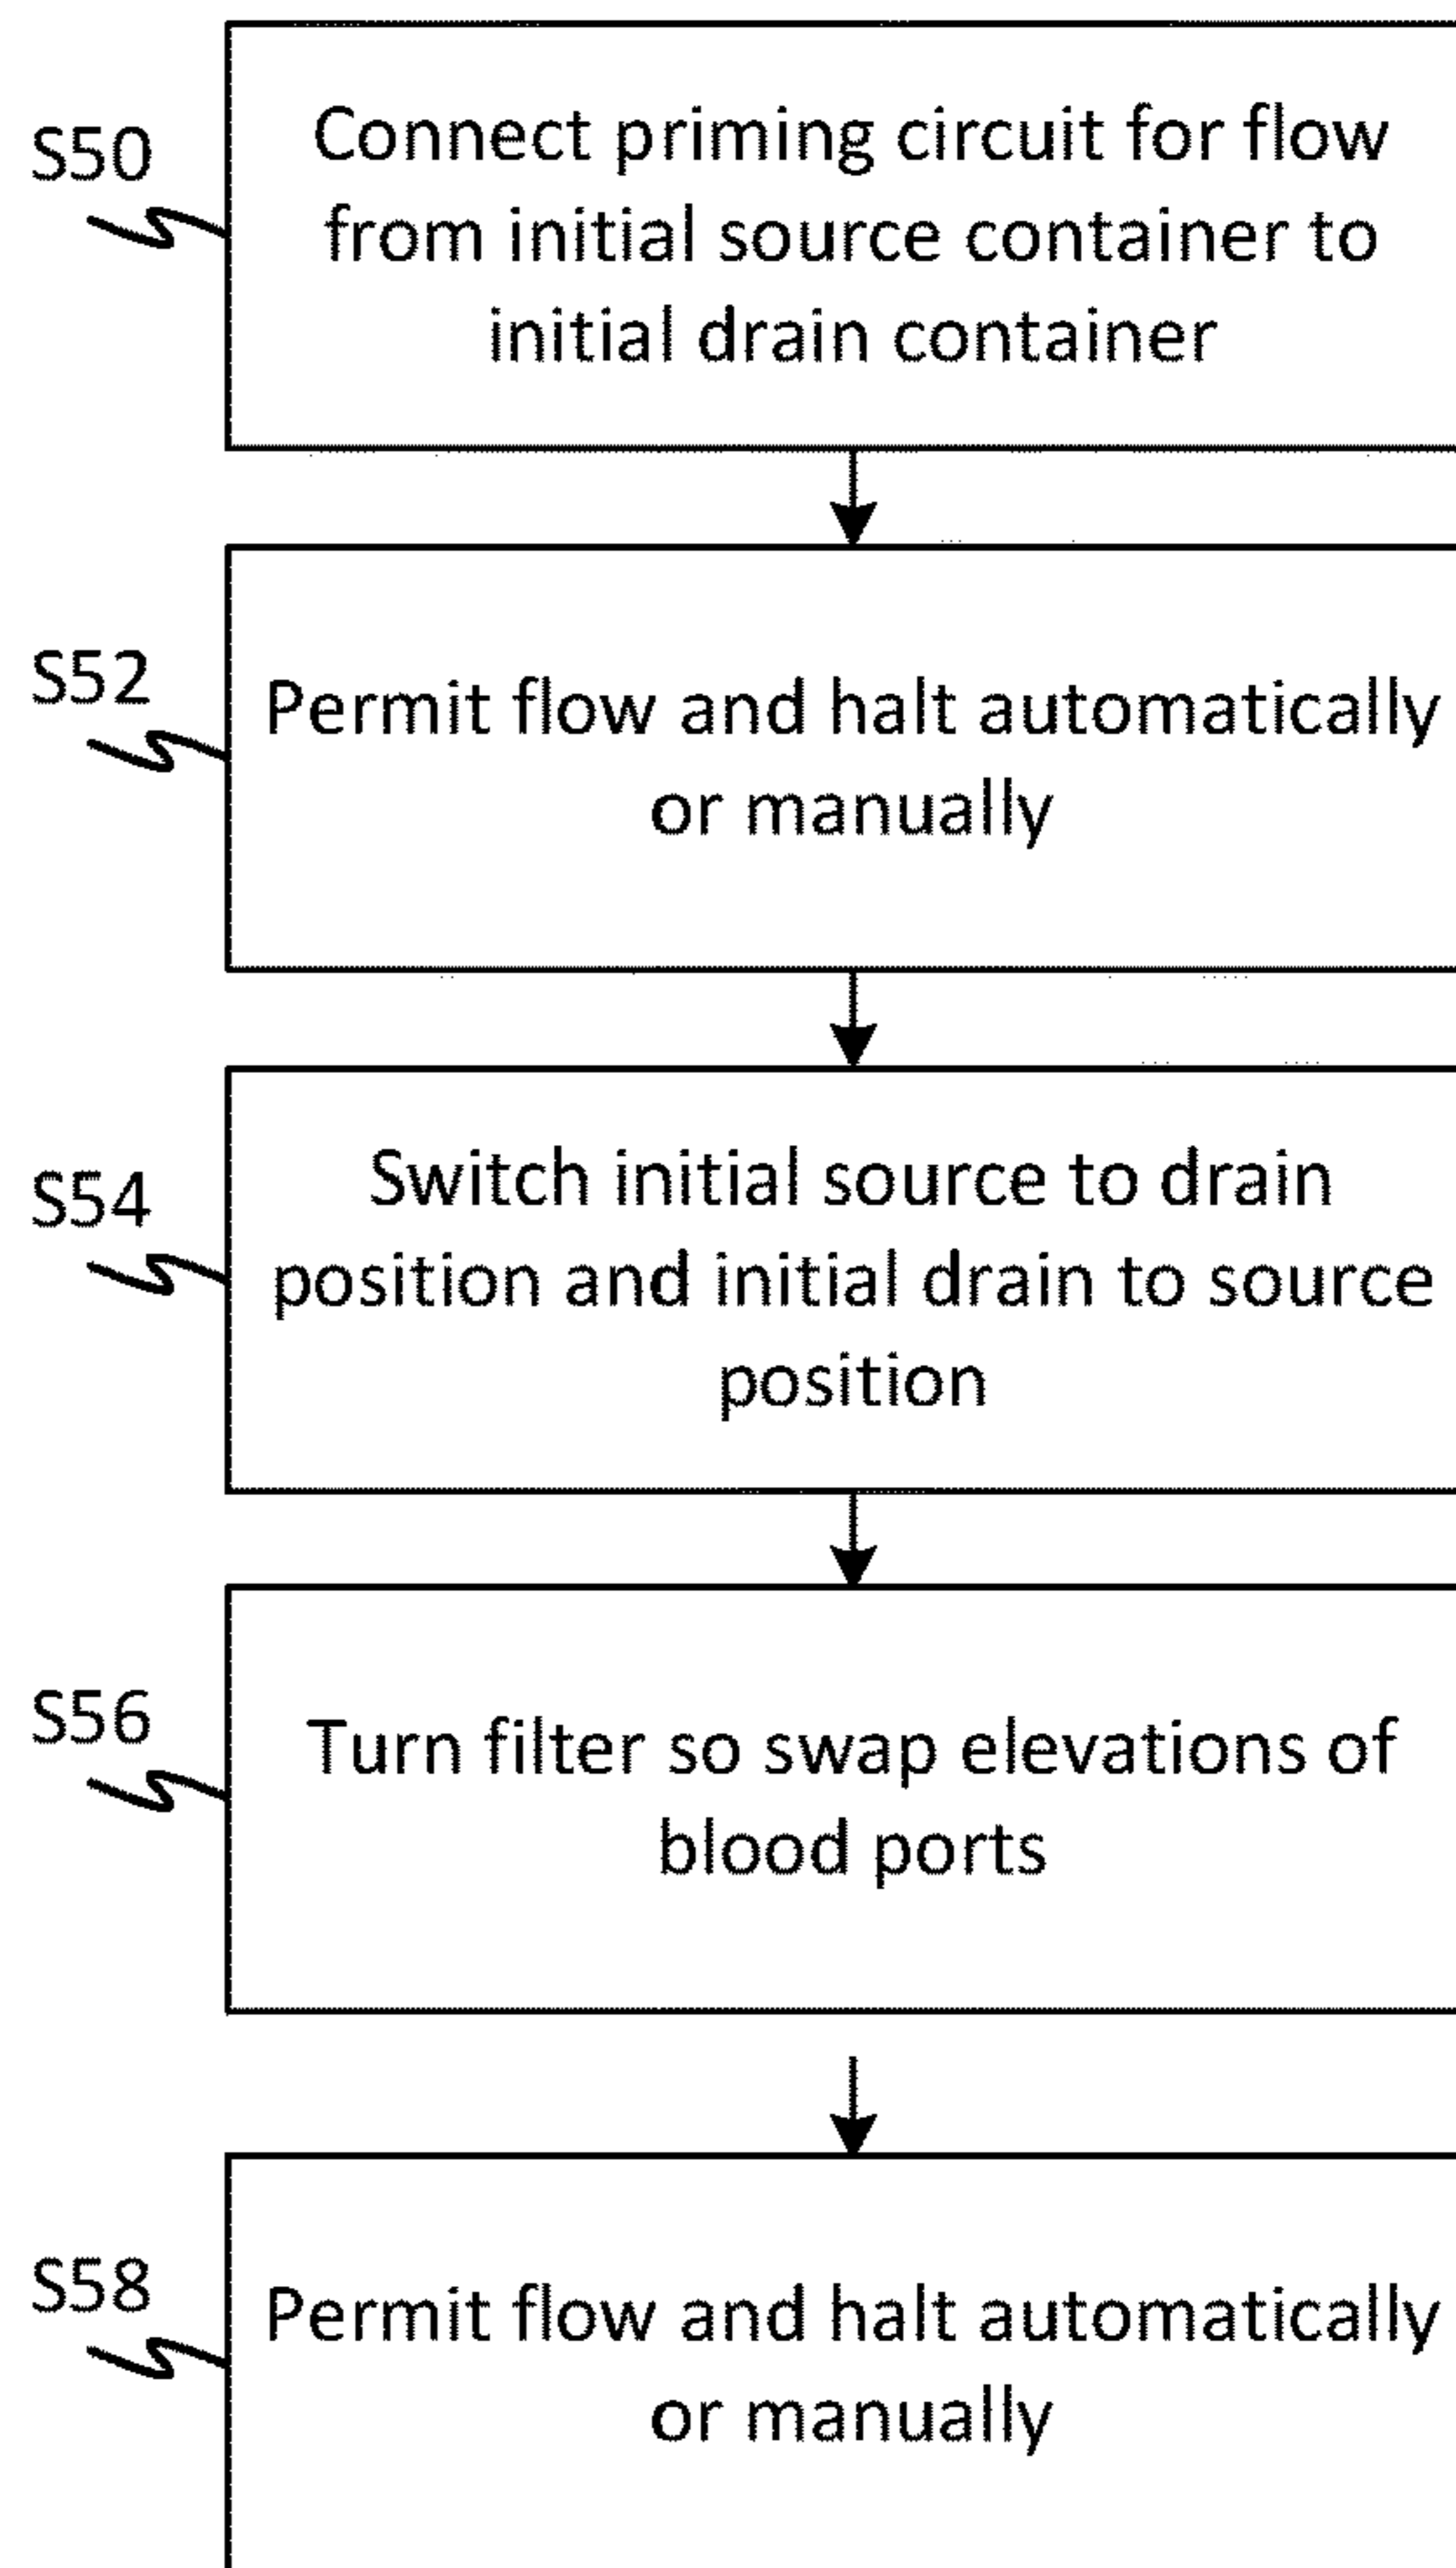 S50
Connect priming circuit for flow
from initial source container to
initial drain container
S52
Permit flow and halt automatically
or manually
S54
Switch initial source to drain
position and initial drain to source
position
S56
Turn filter so swap elevations of
blood ports
S58
Permit flow and halt automatically
or manually